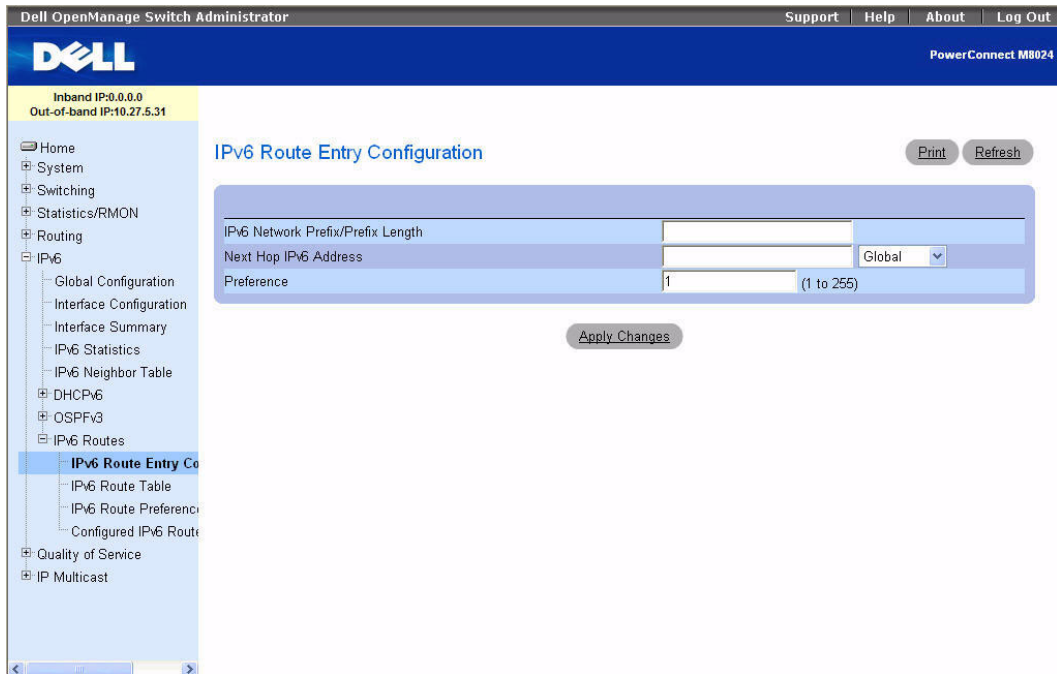 Dell OpenManage Switch Administrator
Support | Help | About | Log Out
DELL
PowerConnect M8024
Inband IP:0.0.0.0
Out-of-band IP:10.27.5.31
Home
System
Switching
Statistics/RMON
Routing
IPv6
Global Configuration
Interface Configuration
Interface Summary
IPv6 Statistics
IPv6 Neighbor Table
DHCPv6
OSPFv3
IPv6 Routes
IPv6 Route Entry Co
IPv6 Route Table
IPv6 Route Preferenc
Configured IPv6 Route
Quality of Service
IP Multicast
IPv6 Route Entry Configuration
Print Refresh
IPv6 Network Prefix/Prefix Length
Next Hop IPv6 Address Global
Preference 1 (1 to 255)
Apply Changes